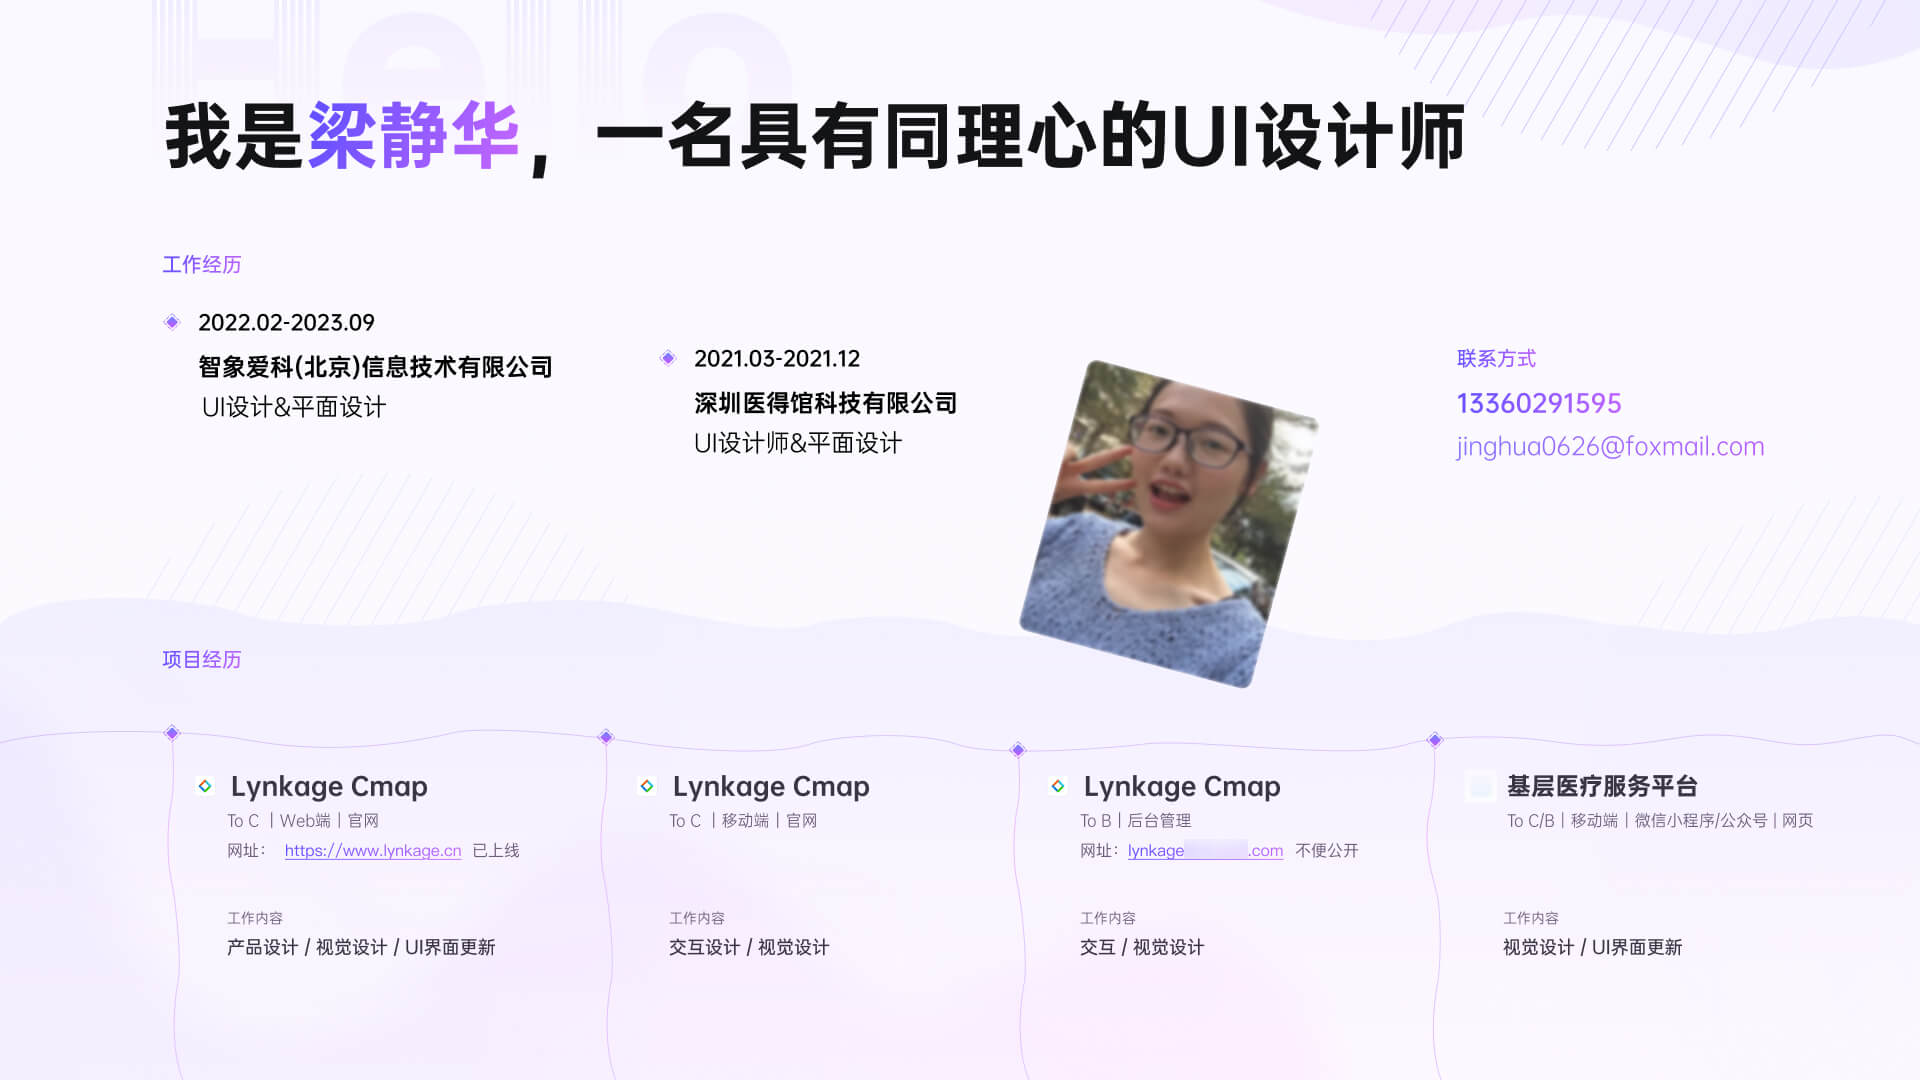 Hello
我是梁静华，一名具有同理心的UI设计师
工作经历
2022.02-2023.09
智象爱科(北京)信息技术有限公司
UI设计&平面设计
2021.03-2021.12
深圳医得馆科技有限公司
UI设计师&平面设计
联系方式
13360291595
jinghua0626@foxmail.com
项目经历
Lynkage Cmap
To C ｜Web端｜官网
网址： https://www.lynkage.cn 已上线
工作内容
产品设计 / 视觉设计 / UI界面更新
Lynkage Cmap
To C ｜移动端｜官网
工作内容
交互设计 / 视觉设计
Lynkage Cmap
To B｜后台管理
网址：lynkage .com 不便公开
工作内容
交互 / 视觉设计
基层医疗服务平台
To C/B｜移动端｜微信小程序/公众号 | 网页
工作内容
视觉设计 / UI界面更新